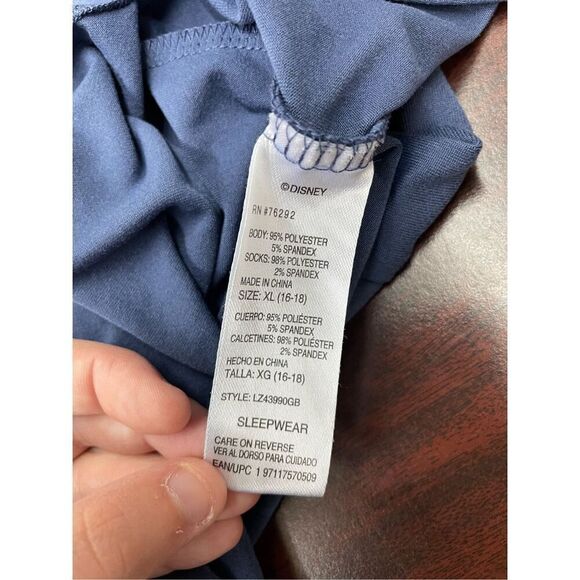 ©DISNEY
RN #76292
BODY: 95% POLYESTER
5% SPANDEX
SOCKS: 98% POLYESTER
2% SPANDEX
MADE IN CHINA
SIZE: XL (16-18)
CUERPO: 95% POLIÉSTER
5% SPANDEX
CALCETINES: 98% POLIÉSTER
2% SPANDEX
HECHO EN CHINA
TALLA: XG (16-18)
STYLE: LZ43990GB
SLEEPWEAR
CARE ON REVERSE
VER AL DORSO PARA CUIDADO
EAN/UPC 1 97117570509